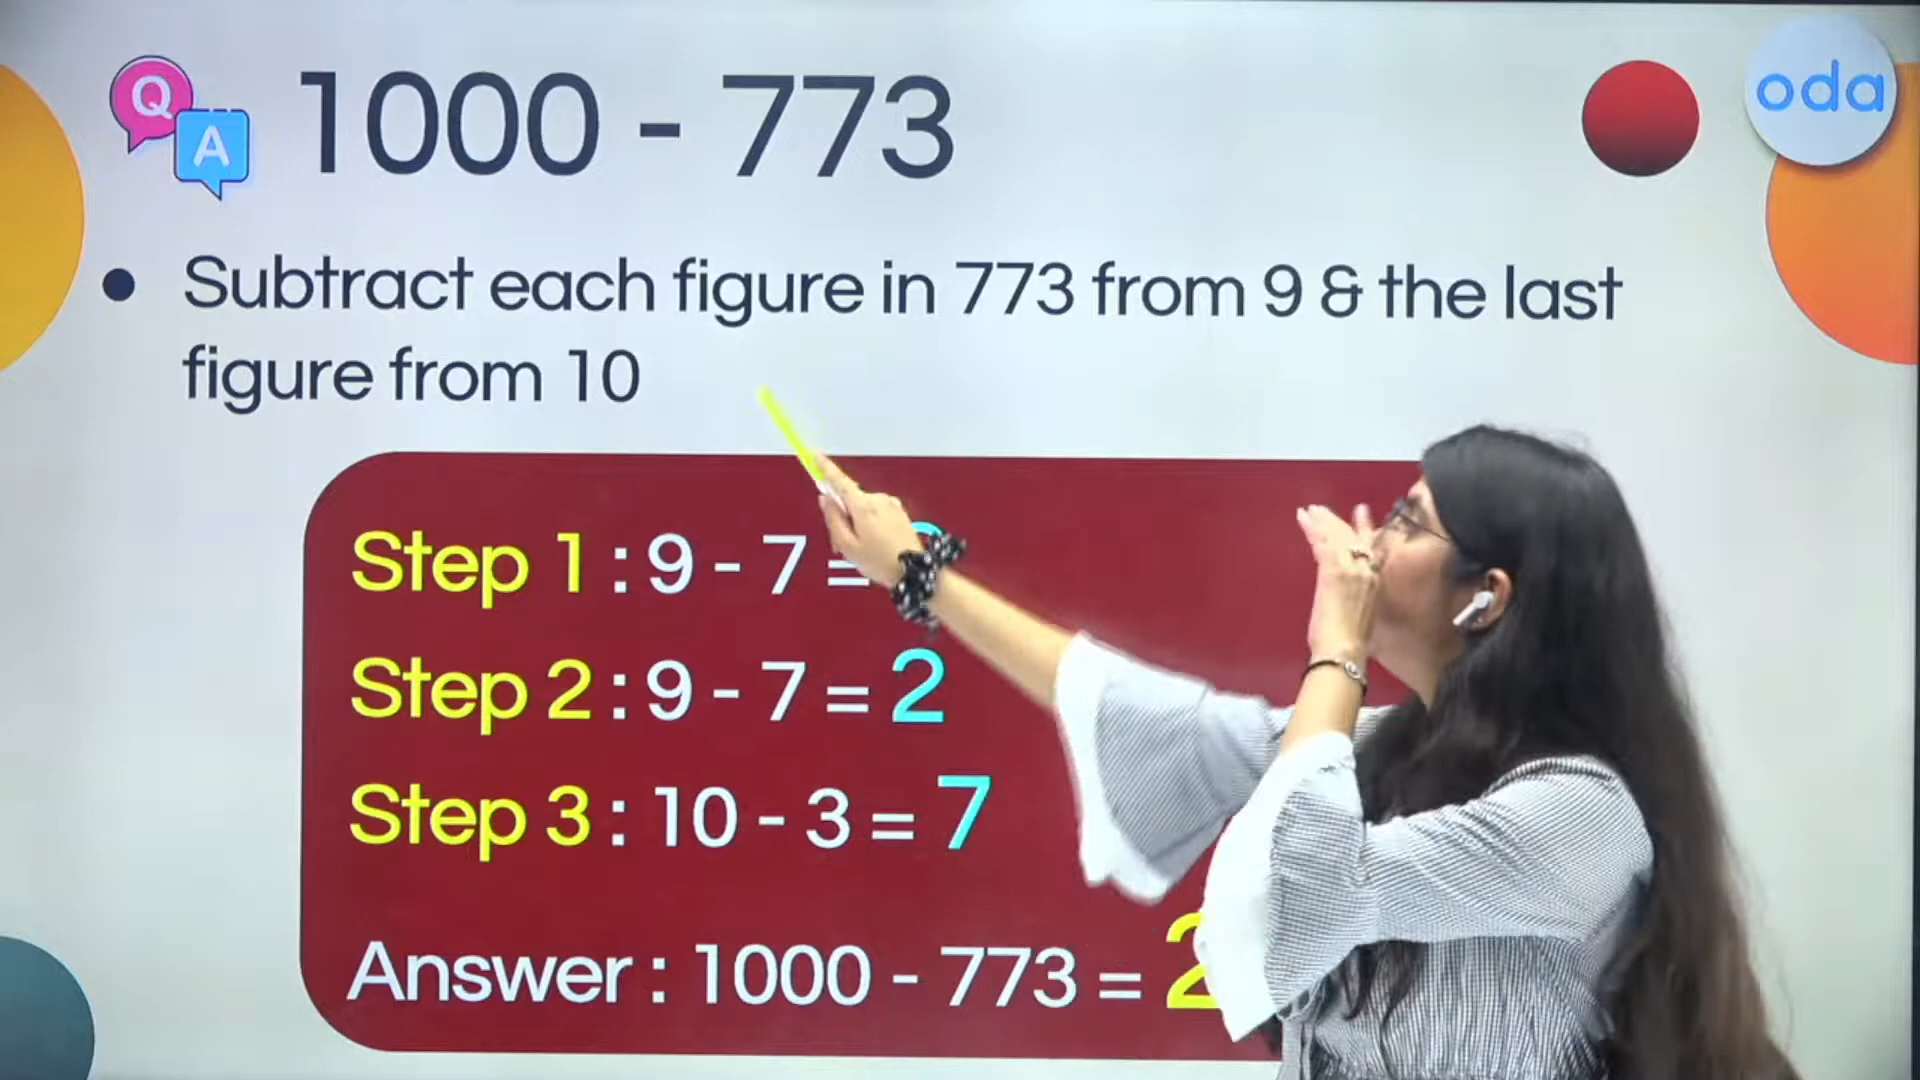 Q
A
1000 - 773
oda
• Subtract each figure in 773 from 9 & the last
figure from 10
Step 1 : 9 - 7 =
Step 2 : 9 - 7 = 2
Step 3 : 10 - 3 = 7
Answer : 1000 - 773 = 2